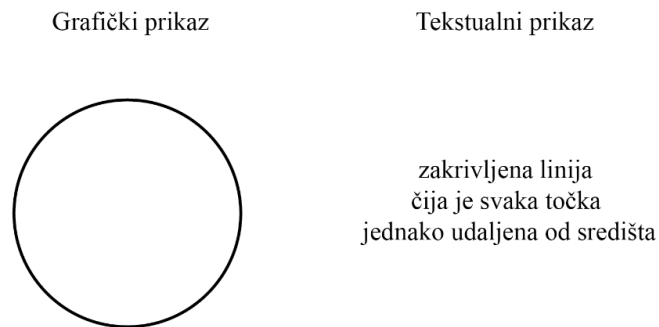 Grafički prikaz
Tekstualni prikaz
zakrivljena linija
čija je svaka točka
jednako udaljena od središta